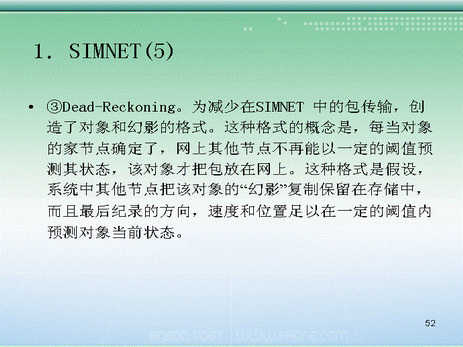 1. SIMNET(5)
• ③Dead-Reckoning。为减少在SIMNET 中的包传输，创
造了对象和幻影的格式。这种格式的概念是，每当对象
的家节点确定了，网上其他节点不再能以一定的阈值预
测其状态，该对象才把包放在网上。这种格式是假设，
系统中其他节点把该对象的“幻影”复制保留在存储中，
而且最后纪录的方向，速度和位置足以在一定的阈值内
预测对象当前状态。
52